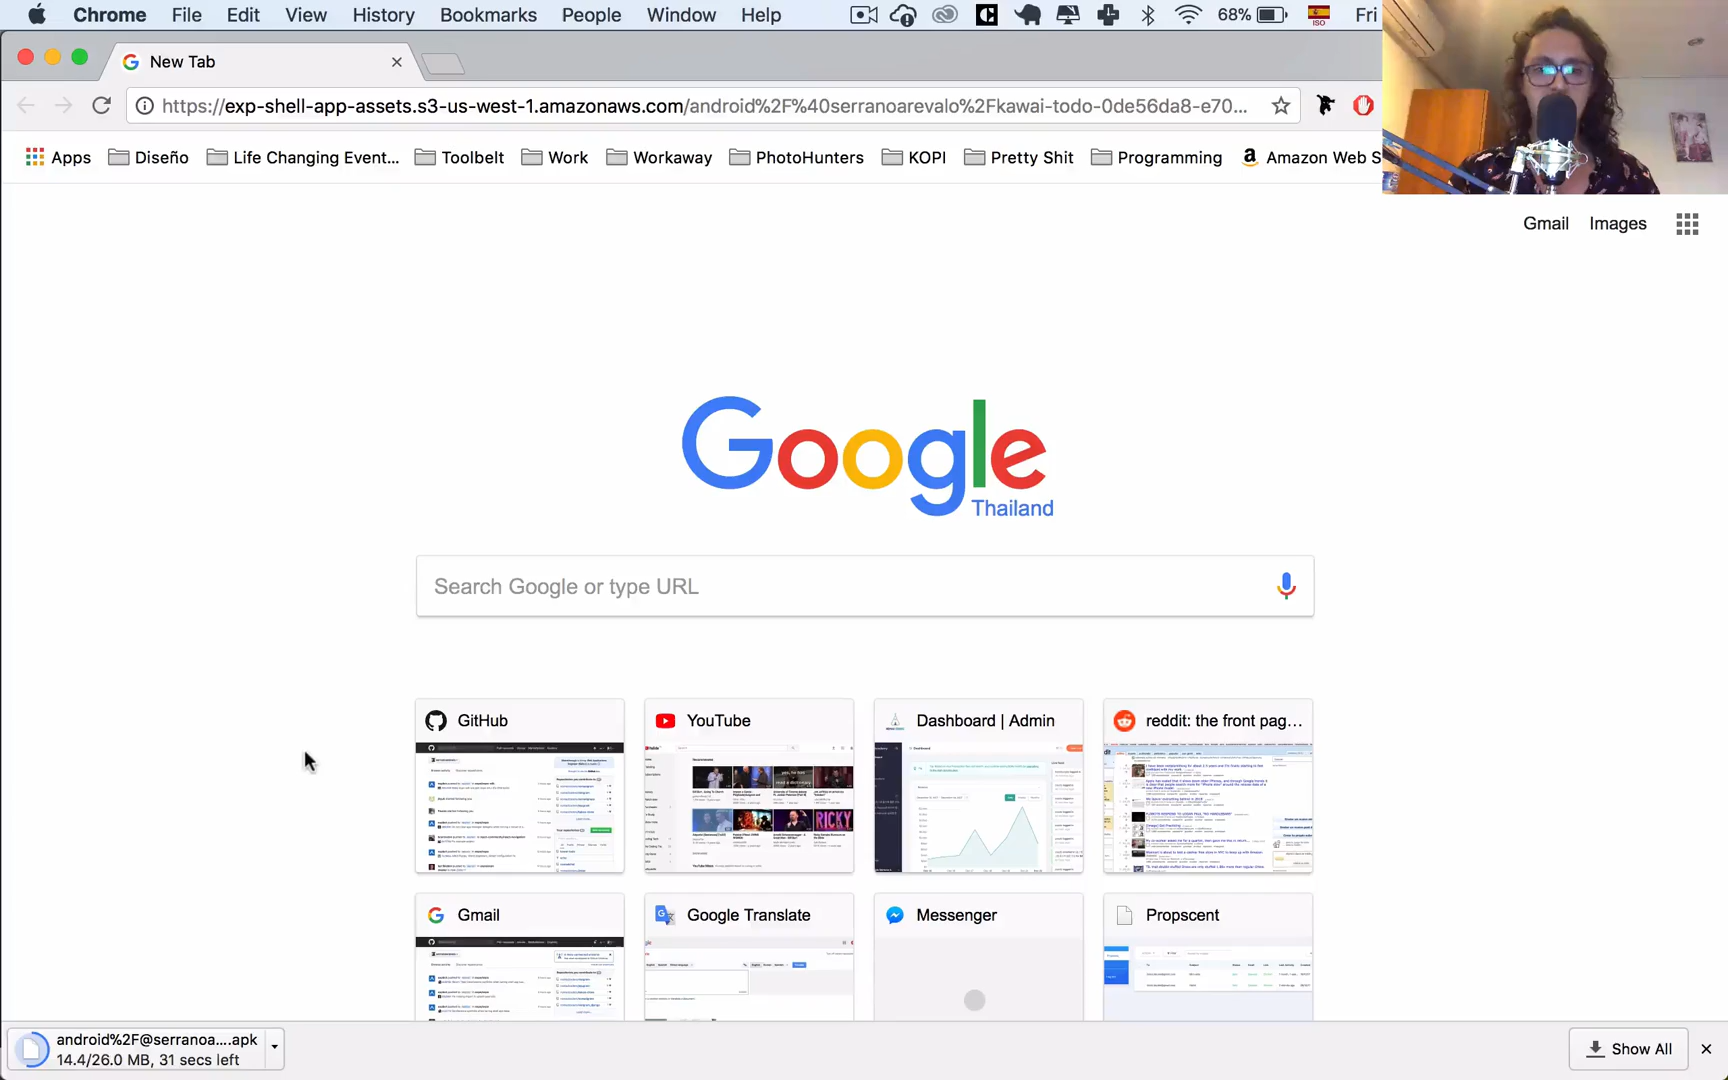 Chrome File Edit View History Bookmarks People Window Help 68% ISO Fri
New Tab
https://exp-shell-app-assets.s3-us-west-1.amazonaws.com/android%2F%40serranoarevalo%2Fkawai-todo-0de56da8-e70...
Apps Diseño Life Changing Event... Toolbelt Work Workaway PhotoHunters KOPI Pretty Shit Programming Amazon Web S
Gmail Images
Google
Thailand
Search Google or type URL
GitHub YouTube Dashboard | Admin reddit: the front pag...
RICKY
Gmail Google Translate Messenger Propscent
android%2F@serranoa....apk
14.4/26.0 MB, 31 secs left
Show All